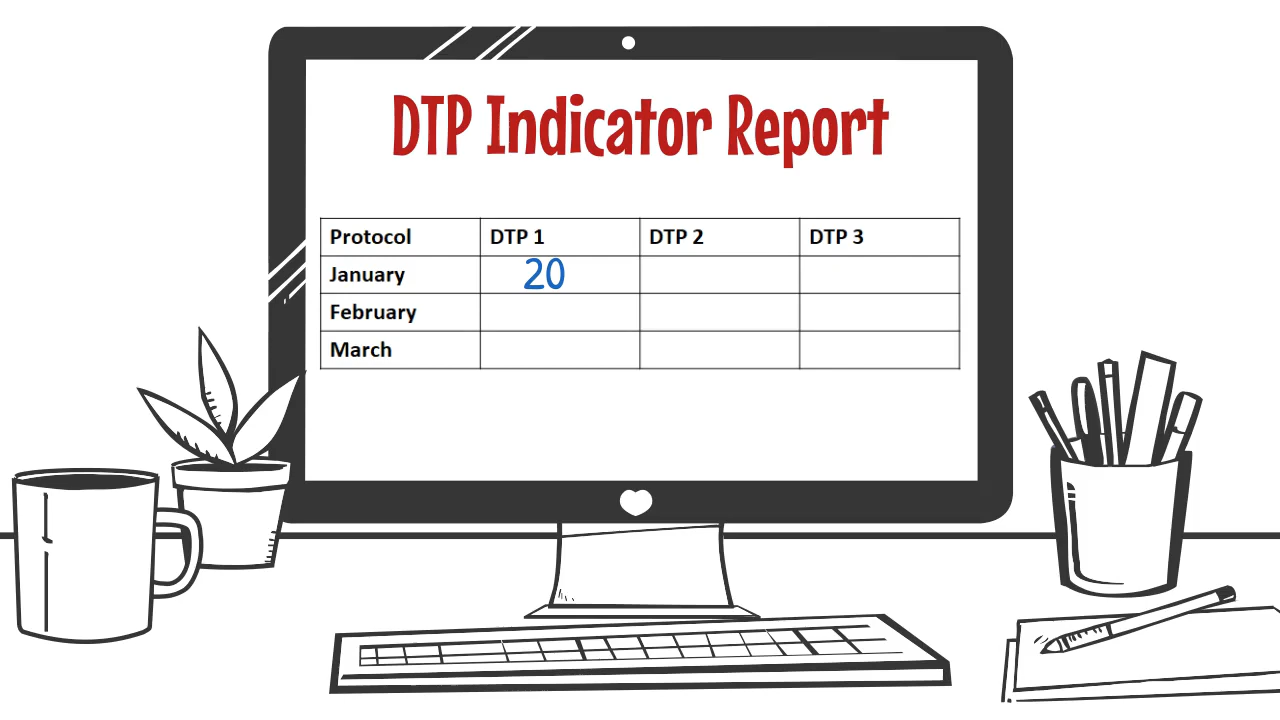 DTP Indicator Report
Protocol DTP 1 DTP 2 DTP 3
January 20
February
March